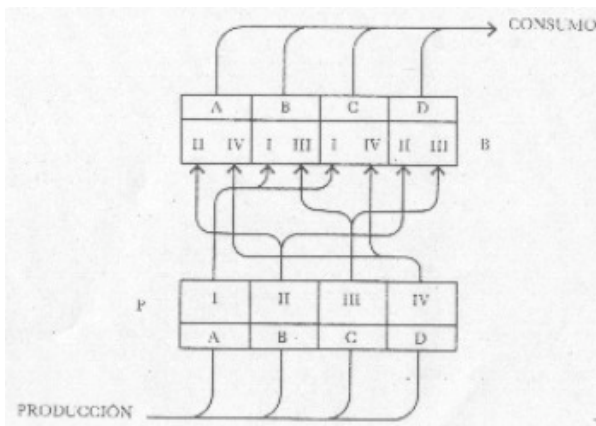 CONSUMO
A B C D
II IV I III I IV II III B
P I II III IV
A B C D
PRODUCCIÓN